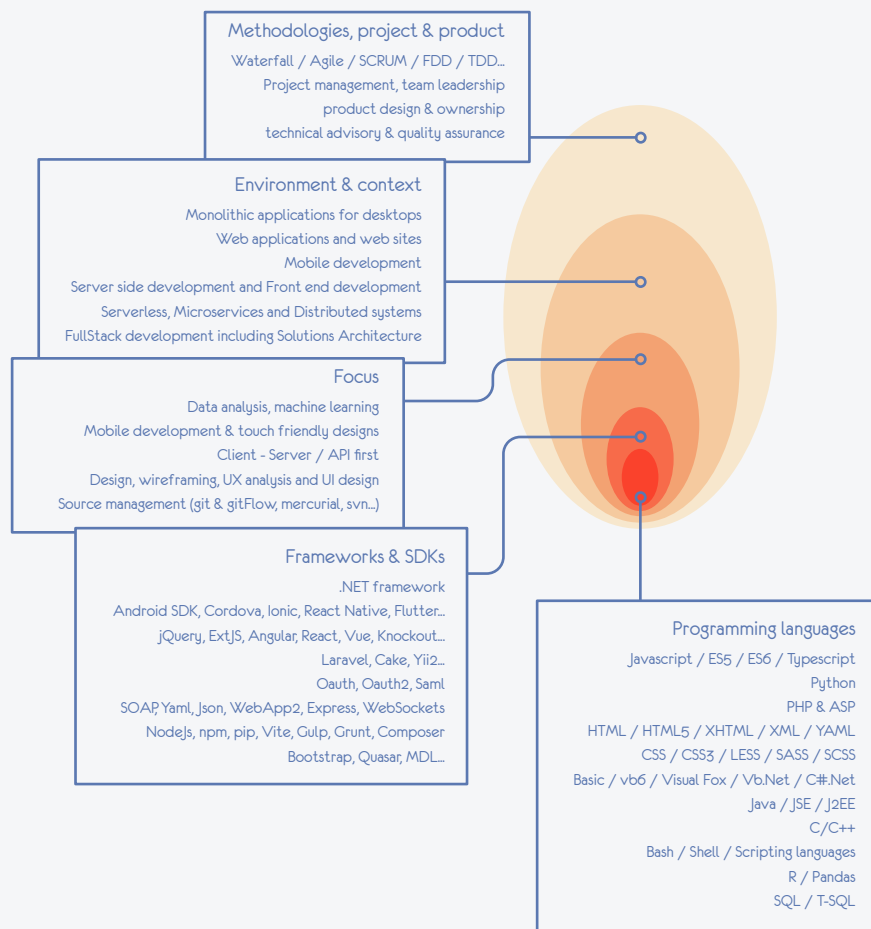 Methodologies, project & product
Waterfall / Agile / SCRUM / FDD / TDD...
Project management, team leadership
product design & ownership
technical advisory & quality assurance
Environment & context
Monolithic applications for desktops
Web applications and web sites
Mobile development
Server side development and Front end development
Serverless, Microservices and Distributed systems
FullStack development including Solutions Architecture
Focus
Data analysis, machine learning
Mobile development & touch friendly designs
Client - Server / API first
Design, wireframing, UX analysis and UI design
Source management (git & gitFlow, mercurial, svn...)
Frameworks & SDKs
.NET framework
Android SDK, Cordova, Ionic, React Native, Flutter...
jQuery, ExtJS, Angular, React, Vue, Knockout...
Laravel, Cake, Yii2...
Oauth, Oauth2, Saml
SOAP, Yaml, Json, WebApp2, Express, WebSockets
NodeJs, npm, pip, Vite, Gulp, Grunt, Composer
Bootstrap, Quasar, MDL...
Programming languages
Javascript / ES5 / ES6 / Typescript
Python
PHP & ASP
HTML / HTML5 / XHTML / XML / YAML
CSS / CSS3 / LESS / SASS / SCSS
Basic / vb6 / Visual Fox / Vb.Net / C#.Net
Java / JSE / J2EE
C/C++
Bash / Shell / Scripting languages
R / Pandas
SQL / T-SQL